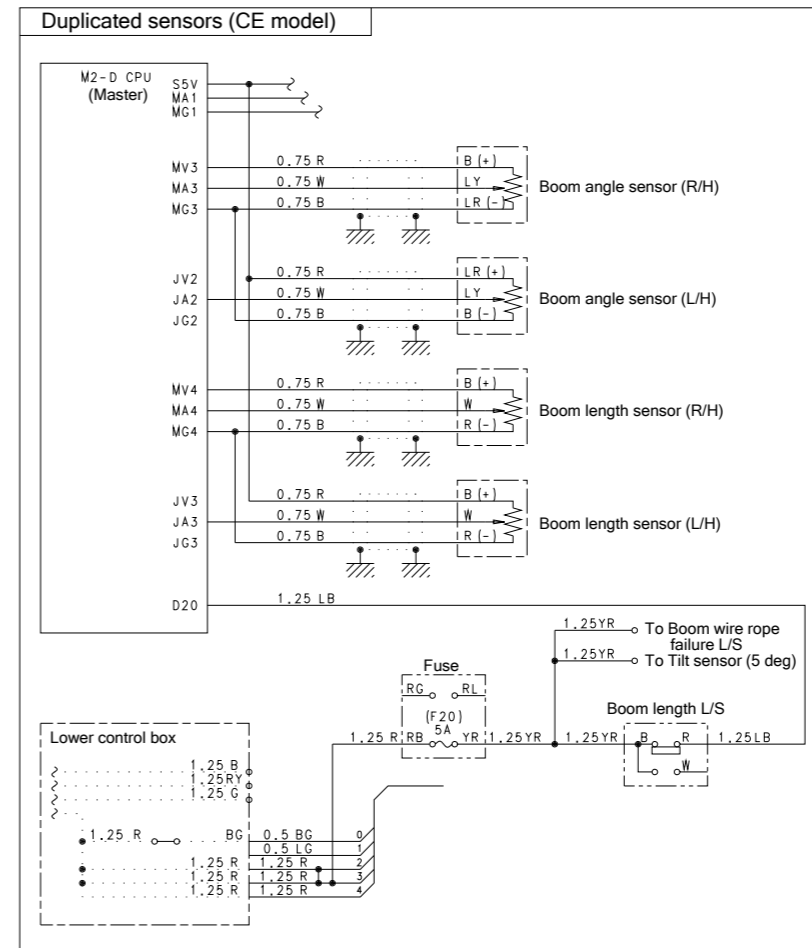 Duplicated sensors (CE model)
M2-D CPU
(Master)
S5V
MA1
MG1
MV3 0.75 R B (+)
MA3 0.75 W LY
MG3 0.75 B LR (-)
Boom angle sensor (R/H)
JV2 0.75 R LR (+)
JA2 0.75 W LY
JG2 0.75 B B (-)
Boom angle sensor (L/H)
MV4 0.75 R B (+)
MA4 0.75 W W
MG4 0.75 B R (-)
Boom length sensor (R/H)
JV3 0.75 R B (+)
JA3 0.75 W W
JG3 0.75 B R (-)
Boom length sensor (L/H)
D20 1.25 LB
1.25YR To Boom wire rope
failure L/S
1.25YR To Tilt sensor (5 deg)
Fuse
RG RL
(F20)
5A
1.25 R RB YR 1.25YR 1.25YR B R 1.25LB
W
Boom length L/S
Lower control box
1.25 B
1.25RY
1.25 G
1.25 R BG 0.5 BG 0
0.5 LG 1
1.25 R 1.25 R 2
1.25 R 1.25 R 3
1.25 R 1.25 R 4